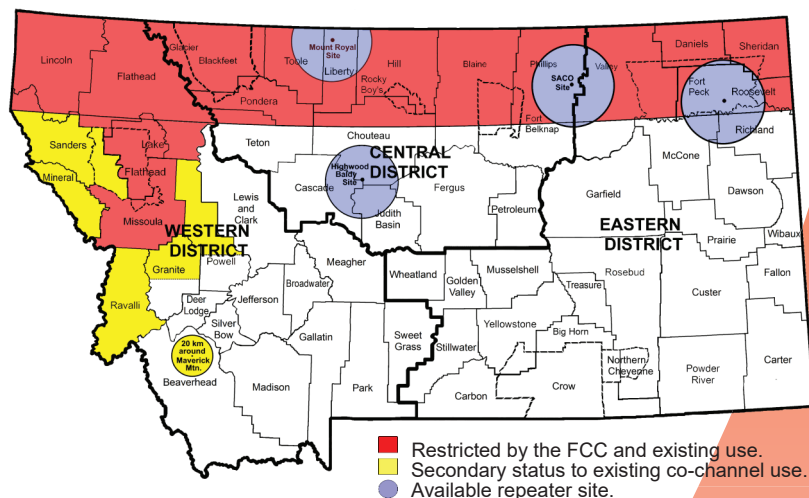 Lincoln
Flathead
Glacier
Blackfeet
Toole
Mount Royal
Site
Liberty
Hill
Rocky
Boy's
Blaine
Phillips
Valley
SACO
Site
Daniels
Sheridan
Fort
Peck
Roosevelt
Richland
Pondera
Fort
Belknap
Sanders
Mineral
Lake
Flathead
Missoula
Teton
Chouteau
CENTRAL
DISTRICT
Highwood
Baldy
Site
Cascade
Judith
Basin
Fergus
Petroleum
McCone
Garfield
Dawson
Wibaux
Prairie
Lewis
and
Clark
WESTERN
DISTRICT
EASTERN
DISTRICT
Powell
Granite
Ravalli
Meagher
Wheatland
Golden
Valley
Musselshell
Rosebud
Treasure
Custer
Fallon
Deer
Lodge
Jefferson
Broadwater
Silver
Bow
Gallatin
Sweet
Grass
Stillwater
Yellowstone
Big Horn
Northern
Cheyenne
Powder
River
Carter
20 km
around
Maverick
Mtn.
Beaverhead
Madison
Park
Carbon
Crow
Restricted by the FCC and existing use.
Secondary status to existing co-channel use.
Available repeater site.